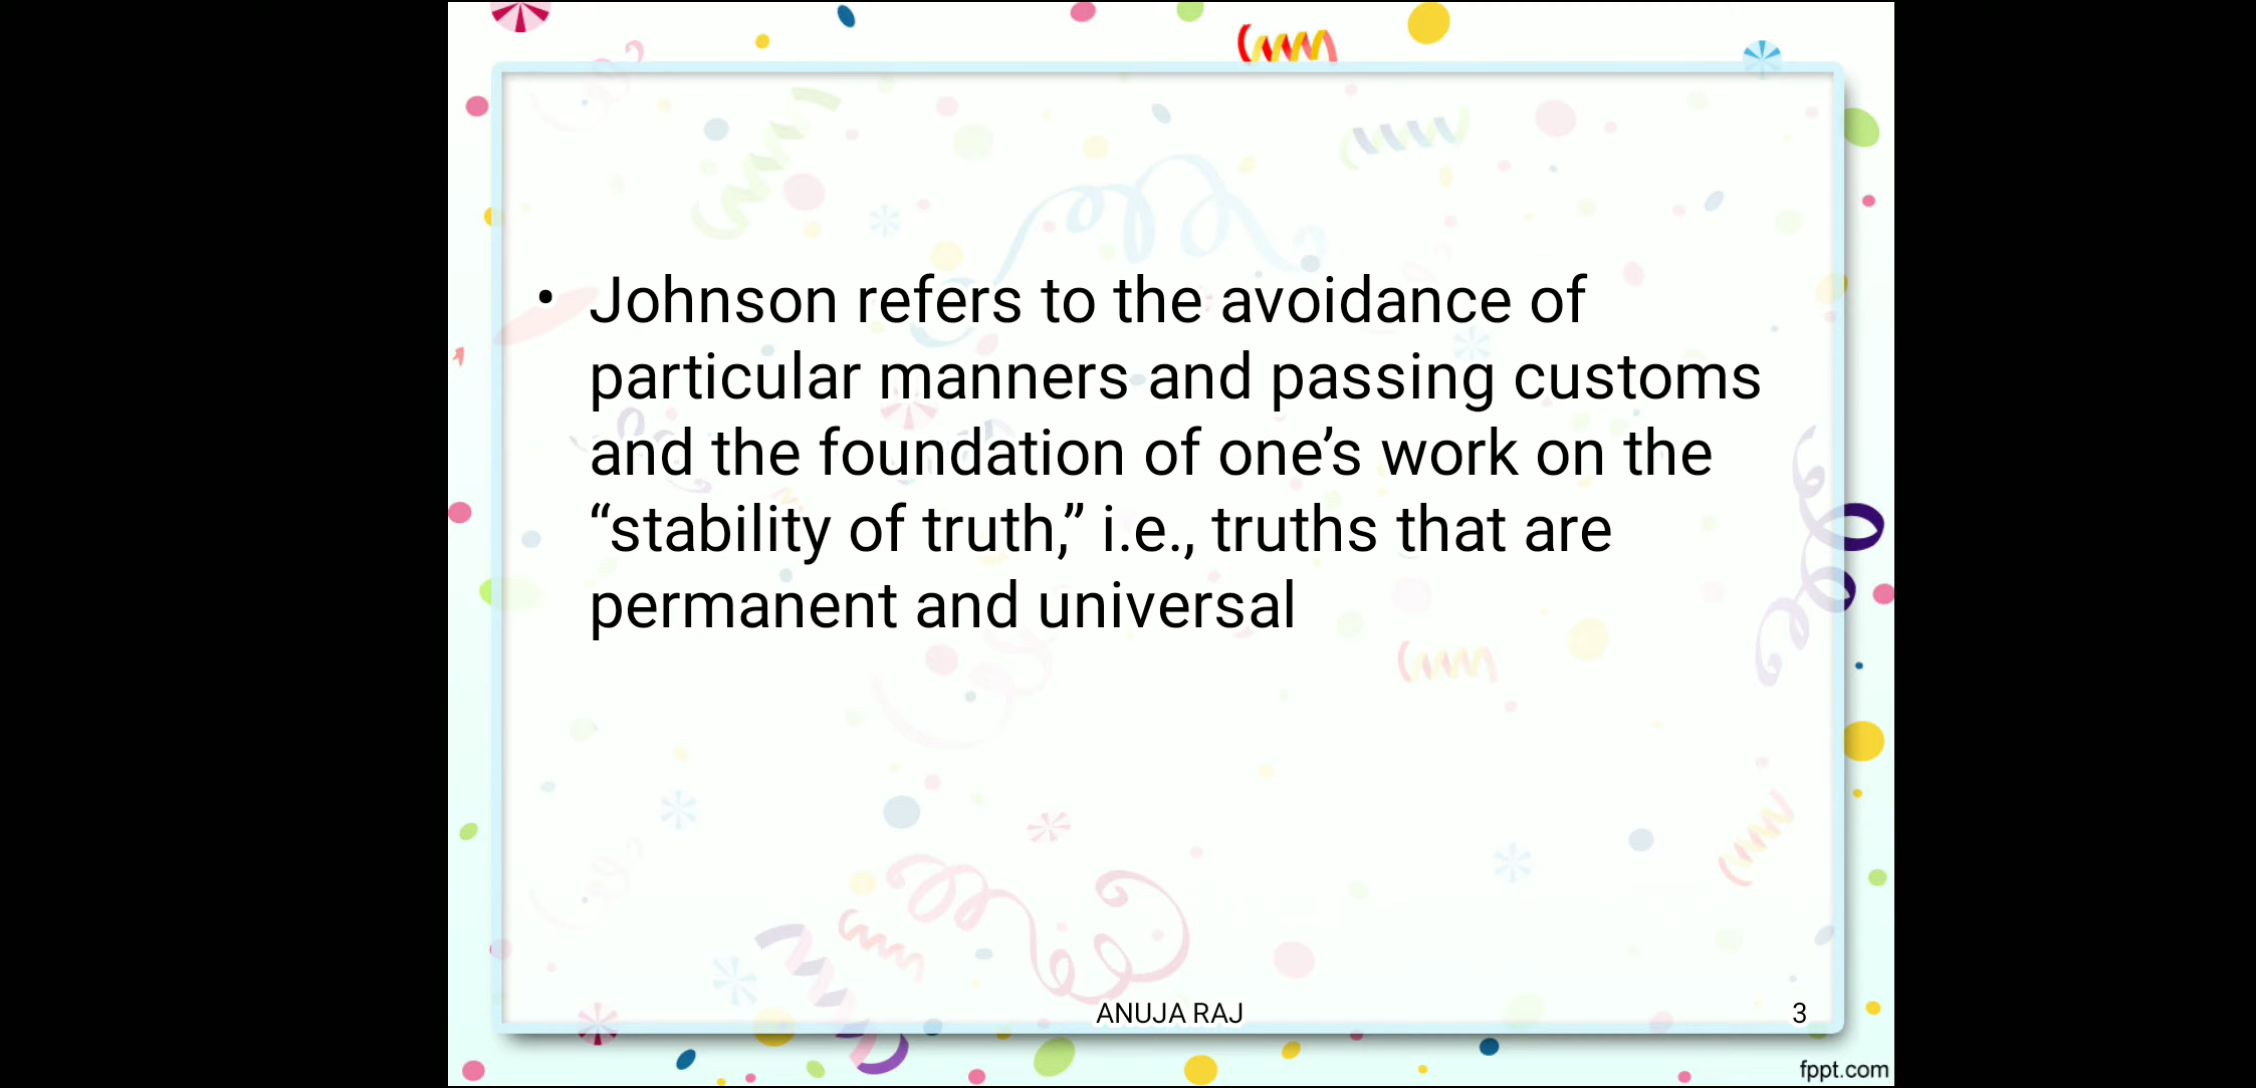 • Johnson refers to the avoidance of
particular manners and passing customs
and the foundation of one’s work on the
“stability of truth,” i.e., truths that are
permanent and universal
ANUJA RAJ
3
fppt.com